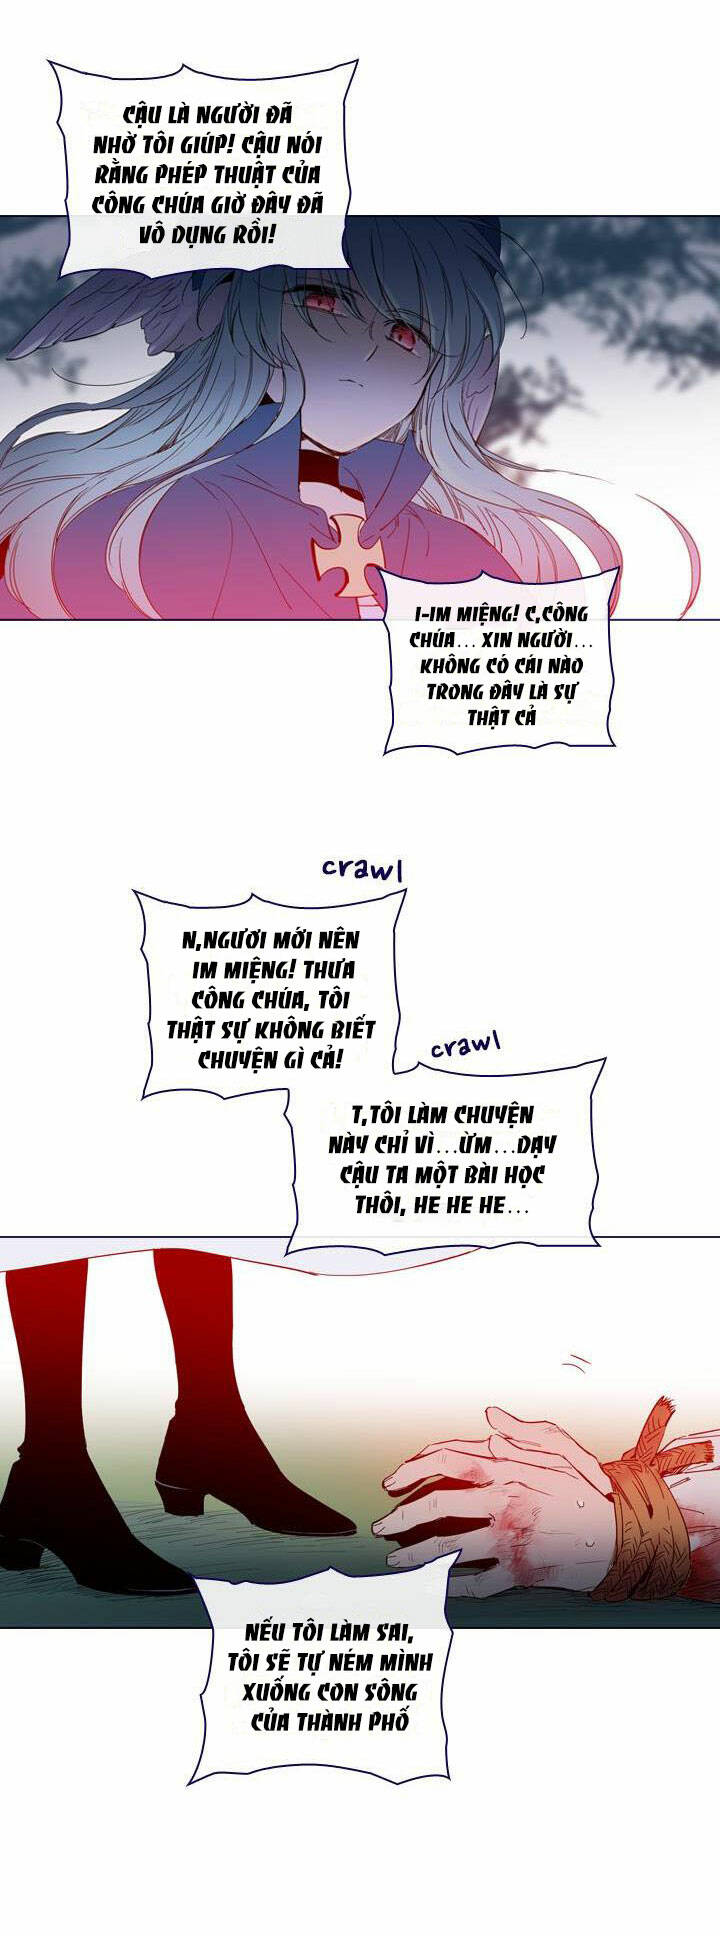 CẬU LÀ NGƯỜI ĐÃ
NHỜ TÔI GIÚP! CẬU NÓI
RẰNG PHÉP THUẬT CỦA
CÔNG CHÚA GIỜ ĐÂY ĐÃ
VÔ DỤNG RỒI!
I-IM MIỆNG! C,CÔNG
CHÚA... XIN NGƯỜI...
KHÔNG CÓ CÁI NÀO
TRONG ĐÂY LÀ SỰ
THẬT CẢ
crawl
N,NGƯƠI MỚI NÊN
IM MIỆNG! THƯA
CÔNG CHÚA, TÔI
THẬT SỰ KHÔNG BIẾT
CHUYỆN GÌ CẢ!
crawl
T,TÔI LÀM CHUYỆN
NÀY CHỈ VÌ...ỪM...DẠY
CẬU TA MỘT BÀI HỌC
THÔI, HE HE HE...
NẾU TÔI LÀM SAI,
TÔI SẼ TỰ NÉM MÌNH
XUỐNG CON SÔNG
CỦA THÀNH PHỐ